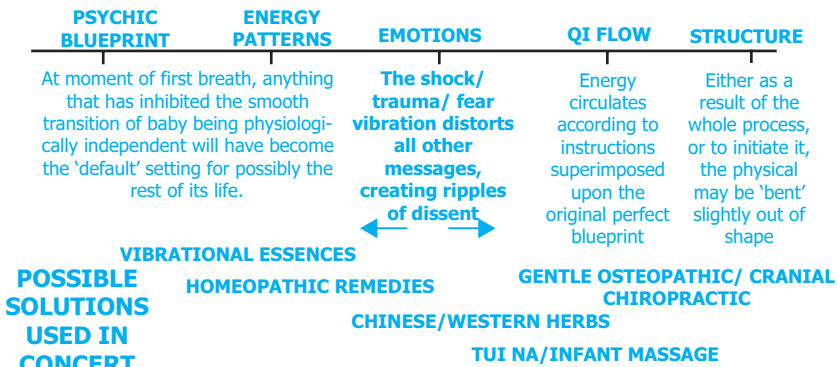 PSYCHIC
BLUEPRINT
ENERGY
PATTERNS
EMOTIONS
QI FLOW
STRUCTURE
At moment of first breath, anything
that has inhibited the smooth
transition of baby being physiologi-
cally independent will have become
the ‘default’ setting for possibly the
rest of its life.
The shock/
trauma/ fear
vibration distorts
all other
messages,
creating ripples
of dissent
Energy
circulates
according to
instructions
superimposed
upon the
original perfect
blueprint
Either as a
result of the
whole process,
or to initiate it,
the physical
may be ‘bent’
slightly out of
shape
POSSIBLE
SOLUTIONS
USED IN
CONCERT
VIBRATIONAL ESSENCES
HOMEOPATHIC REMEDIES
GENTLE OSTEOPATHIC/ CRANIAL
CHIROPRACTIC
CHINESE/WESTERN HERBS
TUI NA/INFANT MASSAGE